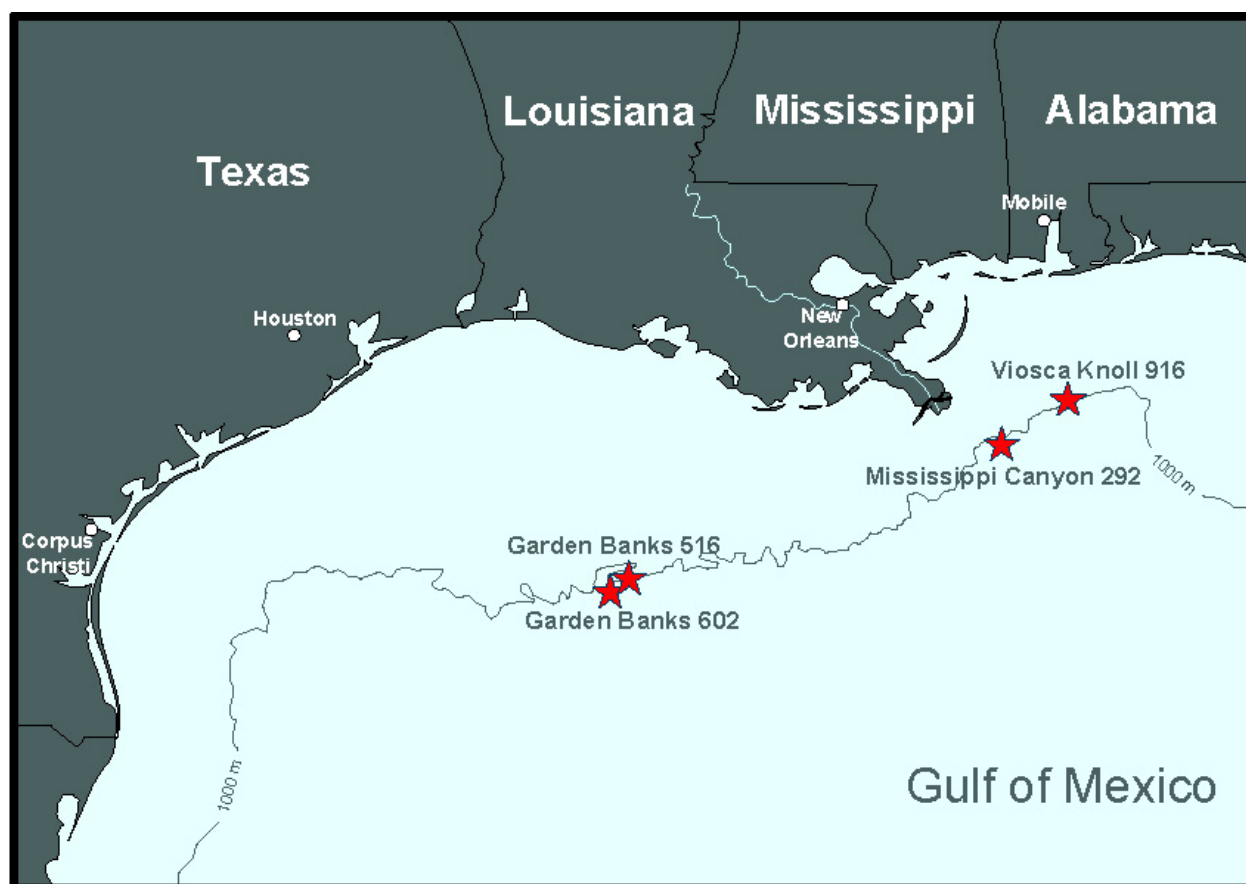 Louisiana
Mississippi
Alabama
Texas
Mobile
Houston
New
Orleans
Viosca Knoll 916
Mississippi Canyon 292
1000 m
Corpus
Christi
Garden Banks 516
Garden Banks 602
1000 m
Gulf of Mexico